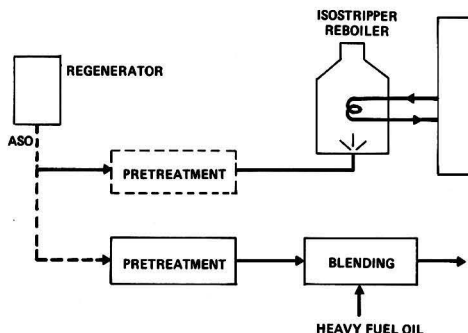 ISOSTRIPPER
REBOILER
REGENERATOR
ASO
PRETREATMENT
PRETREATMENT
BLENDING
HEAVY FUEL OIL